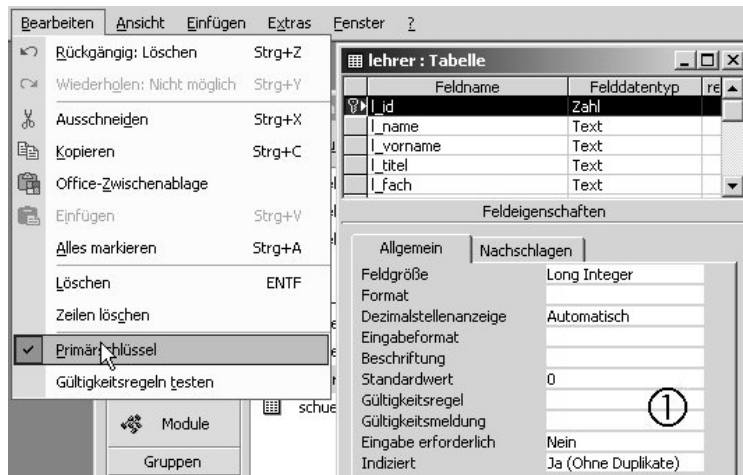 Bearbeiten Ansicht Einfügen Extras Fenster ?
Rückgängig: Löschen Strg+Z
Wiederholen: Nicht möglich Strg+Y
Ausschneiden Strg+X
Kopieren Strg+C
Office-Zwischenablage
Einfügen Strg+V
Alles markieren Strg+A
Löschen ENTF
Zeilen löschen
Primärschlüssel
Gültigkeitsregeln testen
Module
Gruppen
schue
lehrer : Tabelle
Feldname Felddatentyp re
l_id Zahl
l_name Text
l_vorname Text
l_titel Text
l_fach Text
Feldeigenschaften
Allgemein Nachschlagen
Feldgröße Long Integer
Format
Dezimalstellenanzeige Automatisch
Eingabeformat
Beschriftung
Standardwert 0
Gültigkeitsregel
Gültigkeitsmeldung
Eingabe erforderlich Nein
Indiziert Ja (Ohne Duplikate)
①